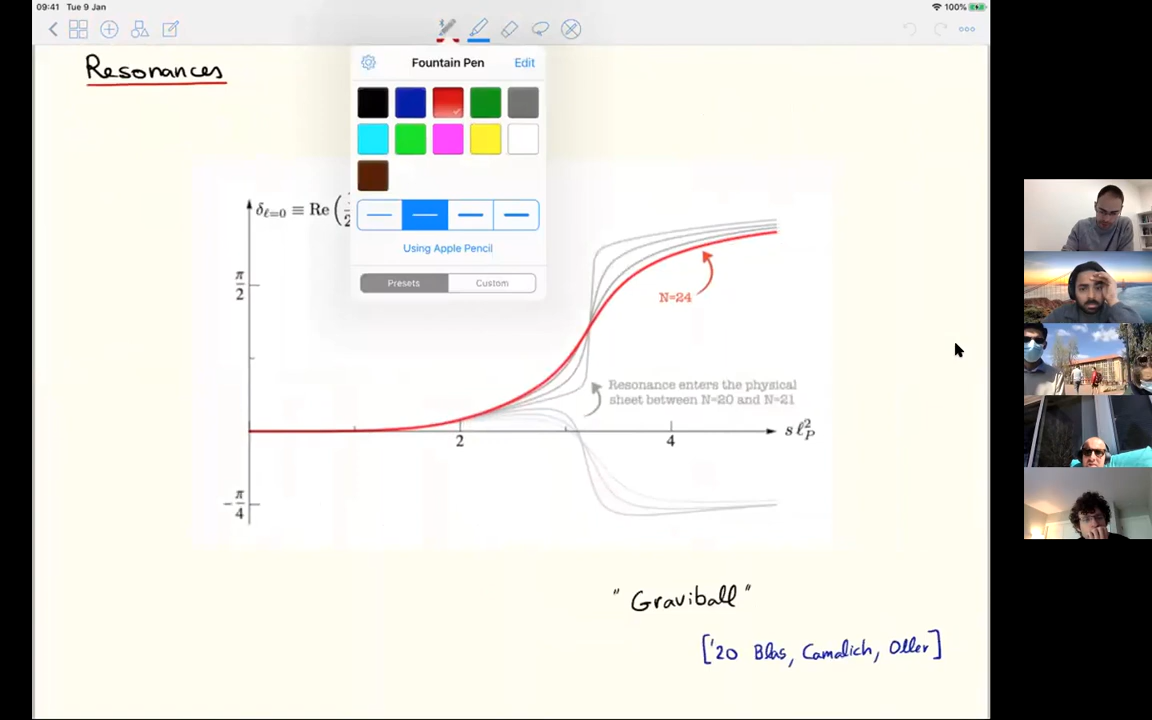 09:41 Tue 9 Jan
100%
Resonances
Fountain Pen
Edit
Using Apple Pencil
Presets
Custom
δℓ=0 ≡ Re (
π/2
N=24
Resonance enters the physical
sheet between N=20 and N=21
2
4
s ℓ_P^2
-π/4
"Graviball"
['20 Blas, Camalich, Oller]